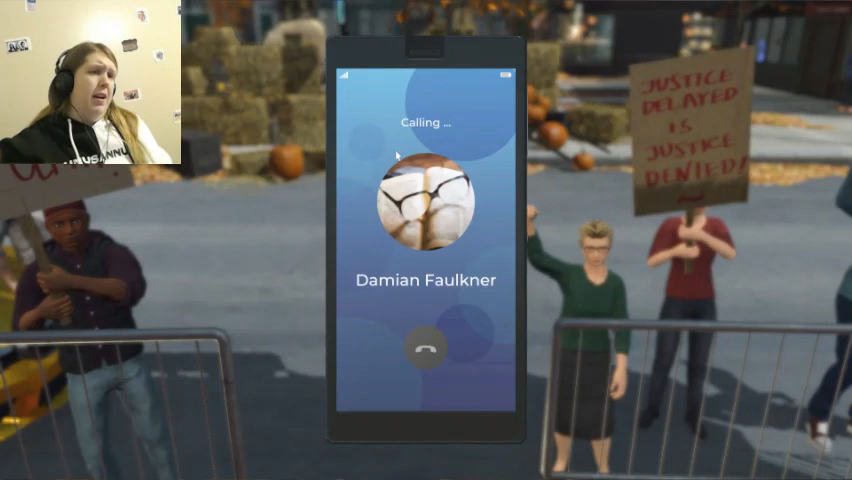 Calling ...
Damian Faulkner
JUSTICE
DELAYED
IS
JUSTICE
DENIED!